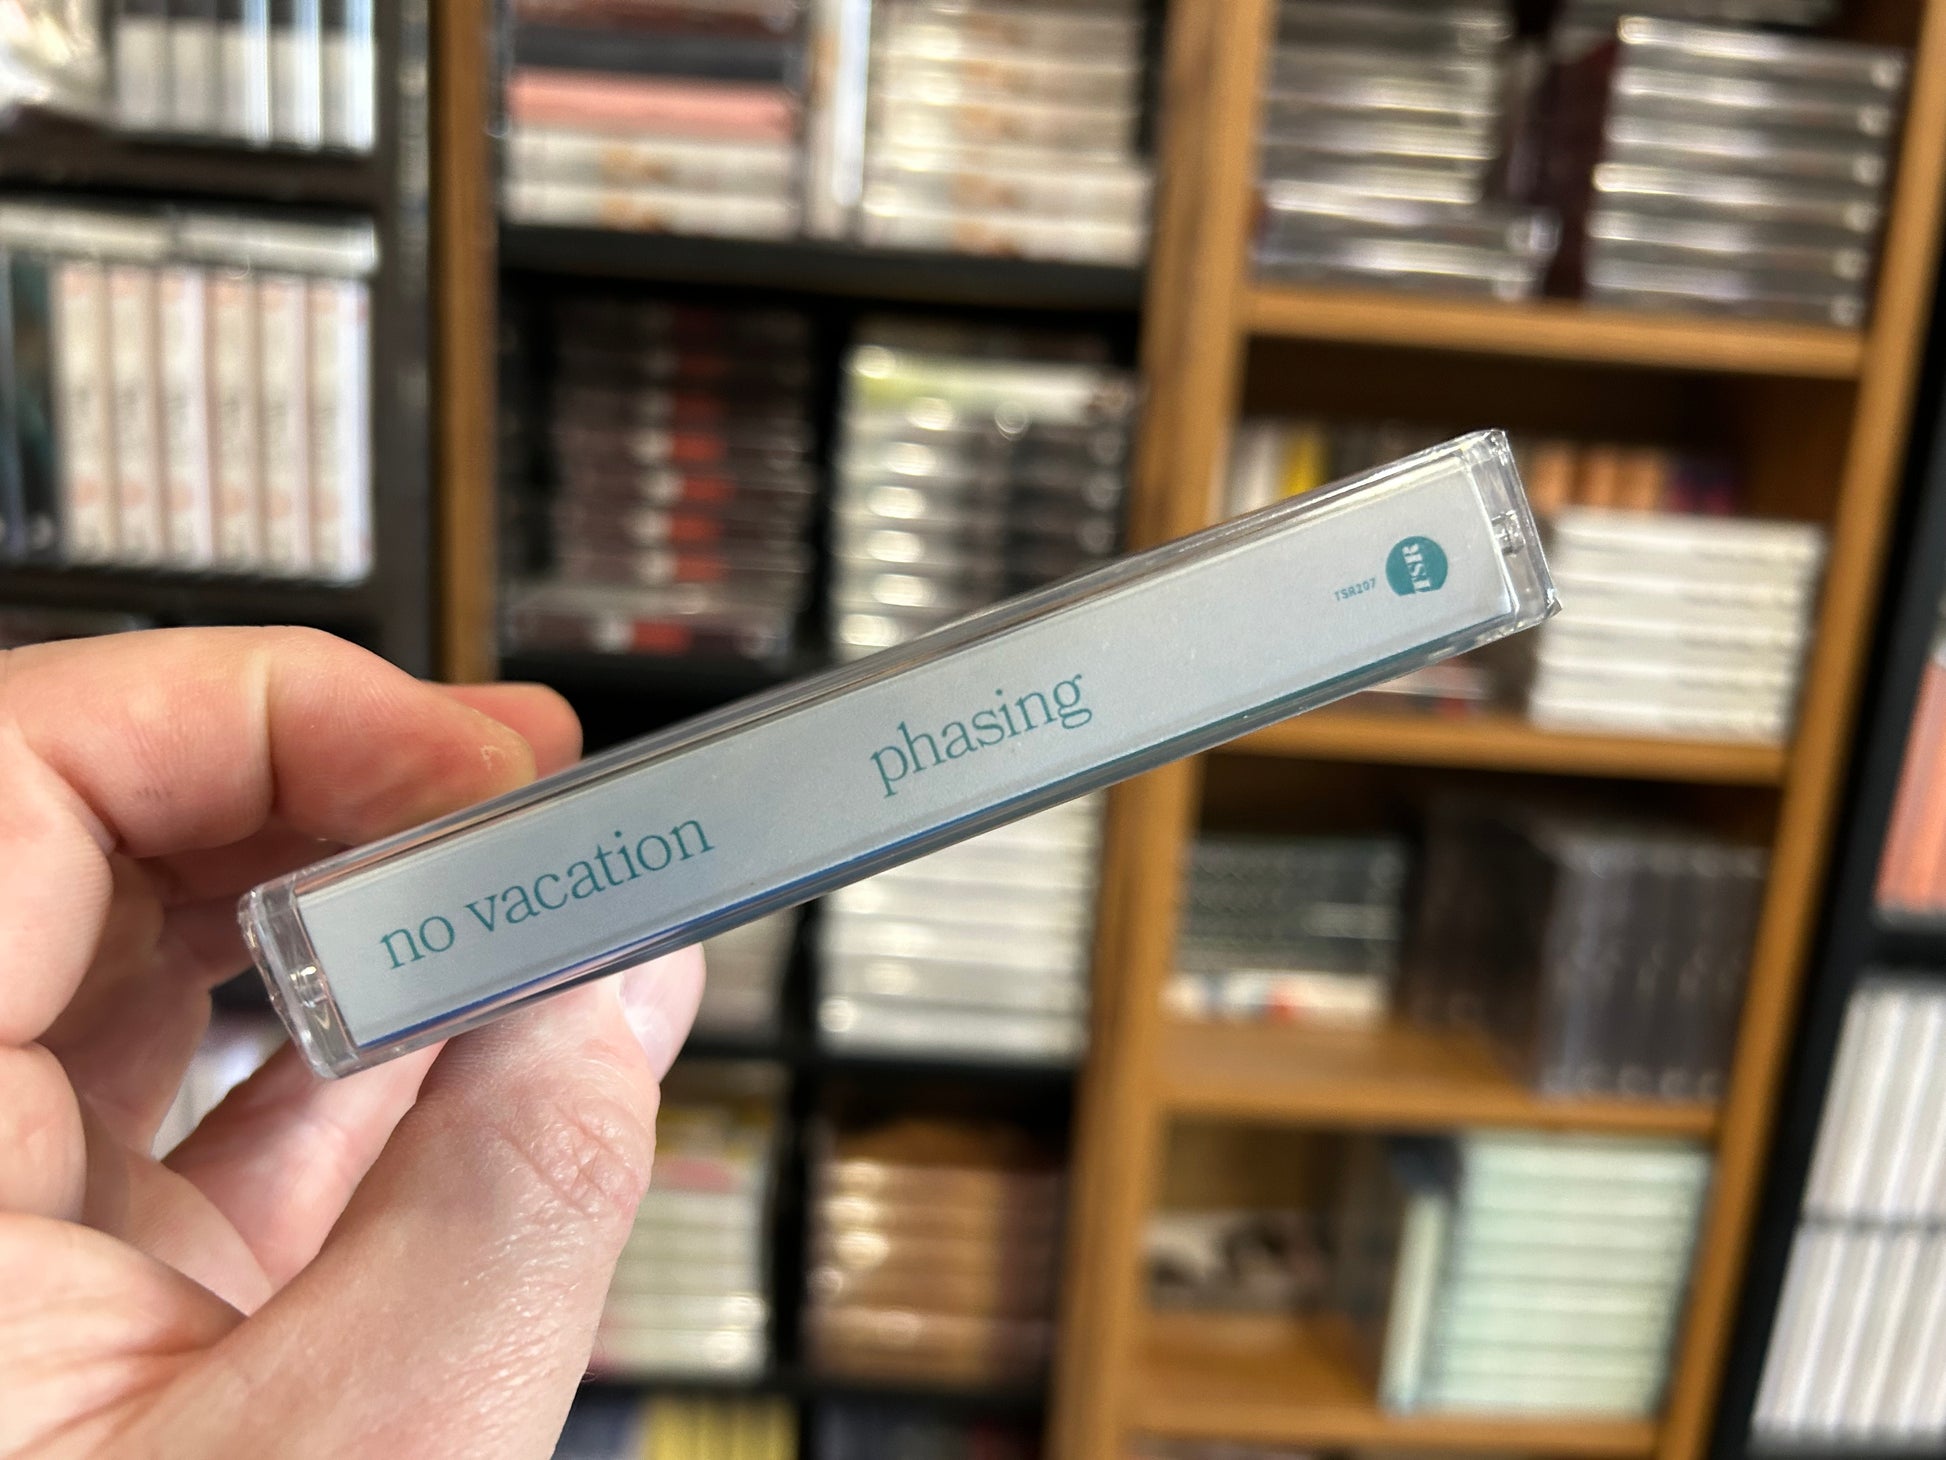 no vacation
phasing
TSR207
TSR